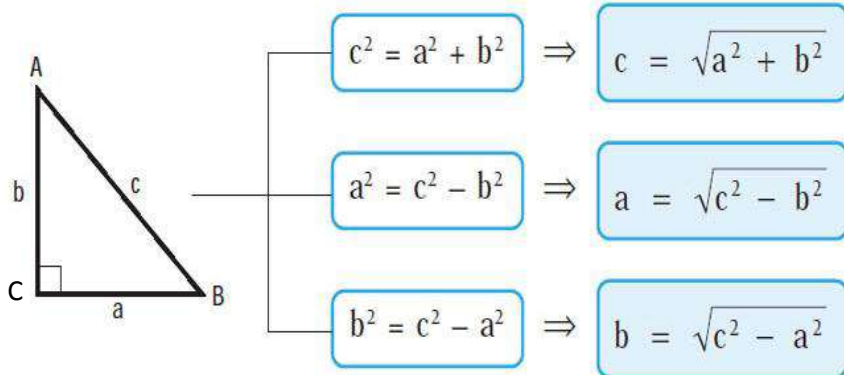 A
b
c
C
a
B
c² = a² + b² ⇒ c = √(a² + b²)
a² = c² − b² ⇒ a = √(c² − b²)
b² = c² − a² ⇒ b = √(c² − a²)